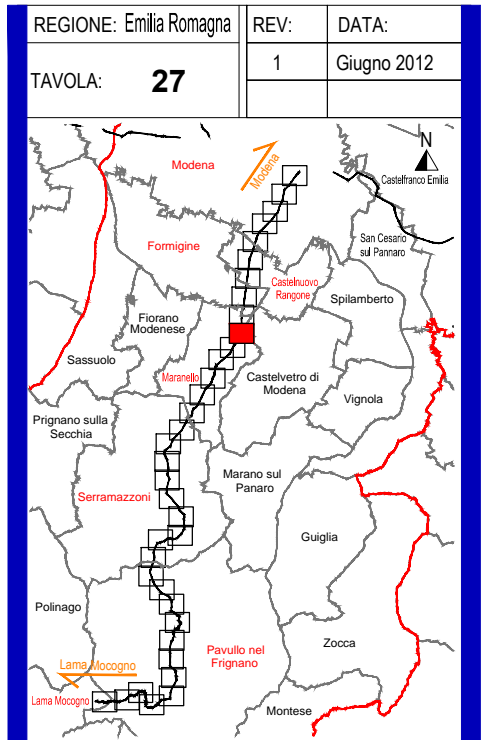 REGIONE: Emilia Romagna
REV:
DATA:
TAVOLA: 27
1
Giugno 2012
N
Modena
Modena
Castelfranco Emilia
San Cesario
sul Pannaro
Formigine
Castelnuovo
Rangone
Spilamberto
Fiorano
Modenese
Sassuolo
Maranello
Castelvetro di
Modena
Vignola
Prignano sulla
Secchia
Marano sul
Panaro
Serramazzoni
Guiglia
Polinago
Pavullo nel
Frignano
Zocca
Lama Mocogno
Lama Mocogno
Montese